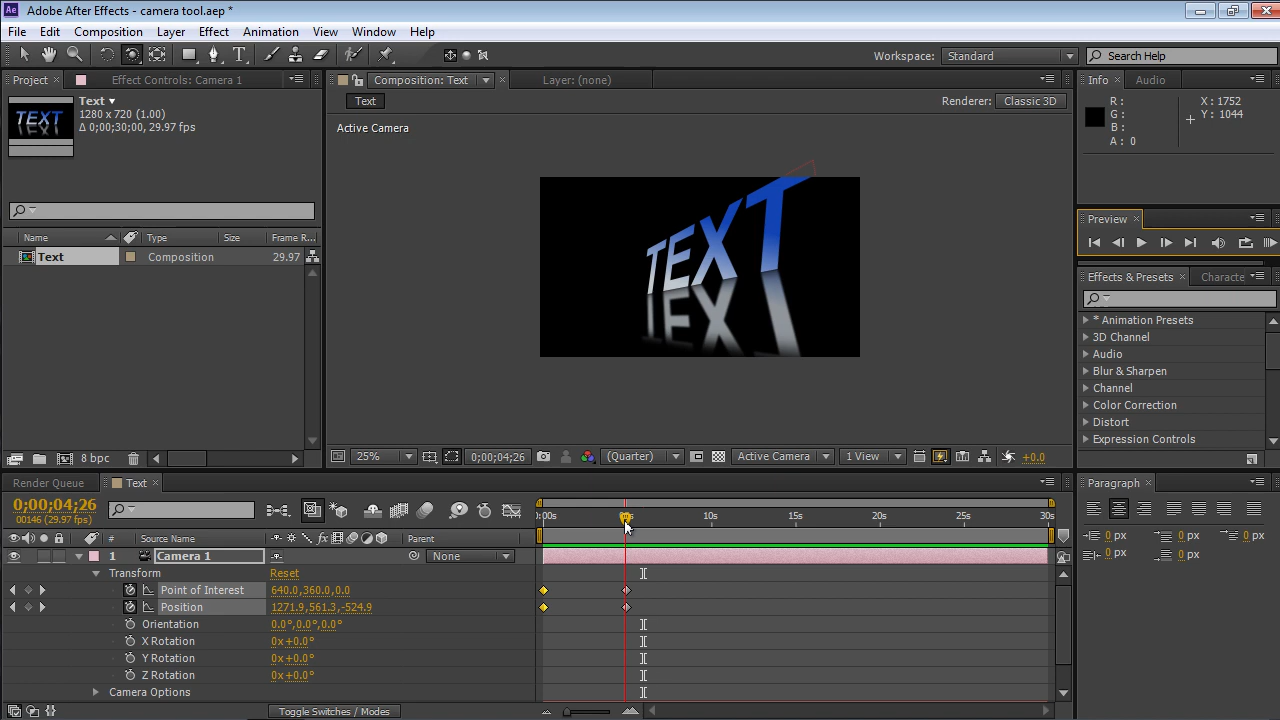 Ae Adobe After Effects - camera tool.aep *
File Edit Composition Layer Effect Animation View Window Help
Workspace: Standard Search Help
Project Effect Controls: Camera 1
Text
1280 x 720 (1.00)
Δ 0;00;30;00, 29.97 fps
Name Type Size Frame R...
Text Composition 29.97
8 bpc
Composition: Text Layer: (none)
Text Renderer: Classic 3D
Active Camera
TEXT
25% 0;00;04;26 (Quarter) Active Camera 1 View +0.0
Info Audio
R : X : 1752
G : Y : 1044
B :
A : 0
Preview
Effects & Presets Characte
* Animation Presets
3D Channel
Audio
Blur & Sharpen
Channel
Color Correction
Distort
Expression Controls
Render Queue Text
0;00;04;26
00146 (29.97 fps)
# Source Name Parent
1 Camera 1 None
Transform Reset
Point of Interest 640.0,360.0,0.0
Position 1271.9,561.3,-524.9
Orientation 0.0°,0.0°,0.0°
X Rotation 0x+0.0°
Y Rotation 0x+0.0°
Z Rotation 0x+0.0°
Camera Options
Toggle Switches / Modes
10s 15s 20s 25s 30s
Paragraph
0 px 0 px 0 px
0 px 0 px